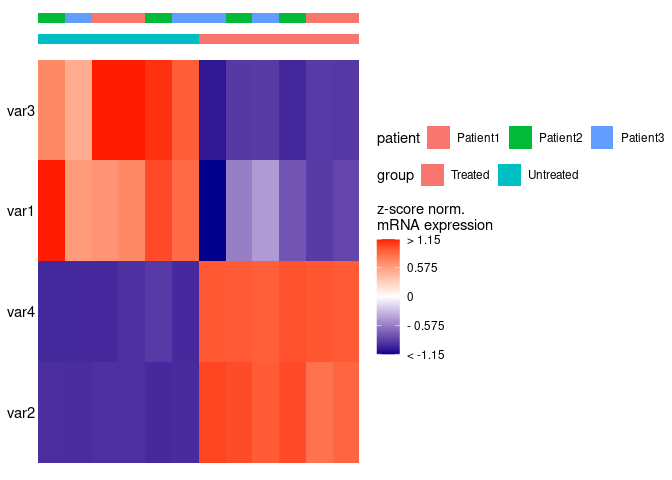 var3
var1
var4
var2
patient Patient1 Patient2 Patient3
group Treated Untreated
z-score norm.
mRNA expression
> 1.15
0.575
0
- 0.575
< -1.15